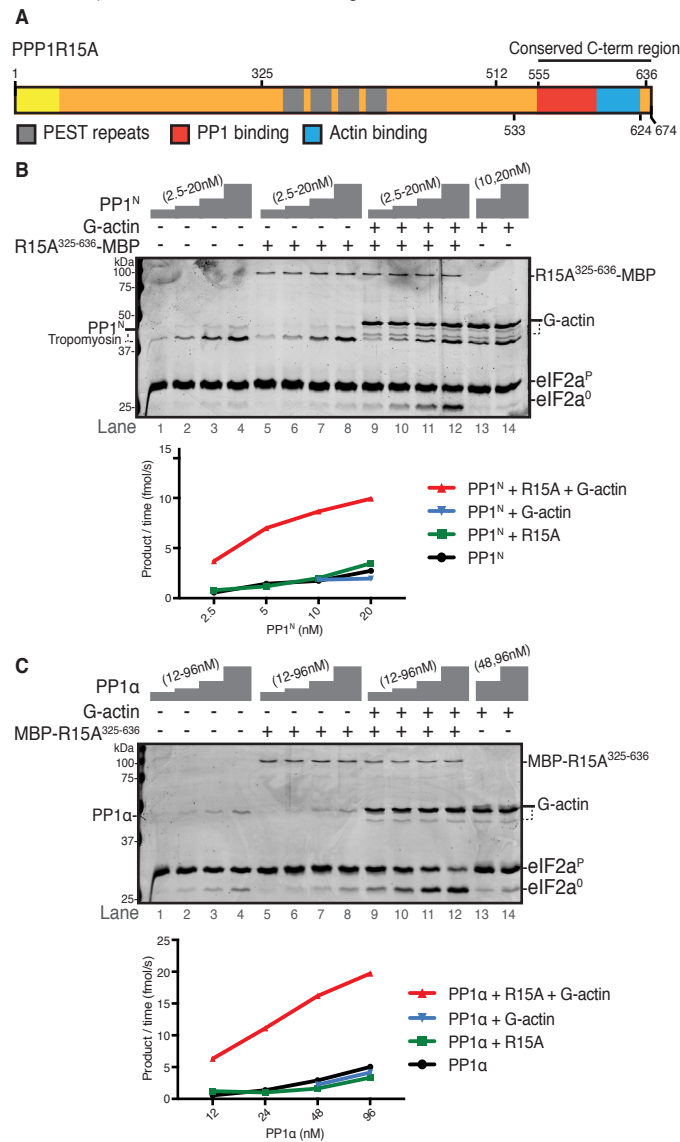 A
PPP1R15A
Conserved C-term region
1 325 512 555 636
533 624 674
PEST repeats PP1 binding Actin binding
B
PP1ᴺ (2.5-20nM) (2.5-20nM) (2.5-20nM) (10,20nM)
G-actin - - - - - - - - + + + + + +
R15A³²⁵⁻⁶³⁶-MBP - - - - + + + + + + + + - -
kDa
100
75
50
37
25
PP1ᴺ
Tropomyosin
R15A³²⁵⁻⁶³⁶-MBP
G-actin
eIF2aᴾ
eIF2a⁰
Lane 1 2 3 4 5 6 7 8 9 10 11 12 13 14
Product / time (fmol/s)
15
10
5
0
2.5 5 10 20
PP1ᴺ (nM)
PP1ᴺ + R15A + G-actin
PP1ᴺ + G-actin
PP1ᴺ + R15A
PP1ᴺ
C
PP1α (12-96nM) (12-96nM) (12-96nM) (48,96nM)
G-actin - - - - - - - - + + + + + +
MBP-R15A³²⁵⁻⁶³⁶ - - - - + + + + + + + + - -
kDa
100
75
37
25
PP1α
MBP-R15A³²⁵⁻⁶³⁶
G-actin
eIF2aᴾ
eIF2a⁰
Lane 1 2 3 4 5 6 7 8 9 10 11 12 13 14
Product / time (fmol/s)
25
20
15
10
5
0
12 24 48 96
PP1α (nM)
PP1α + R15A + G-actin
PP1α + G-actin
PP1α + R15A
PP1α